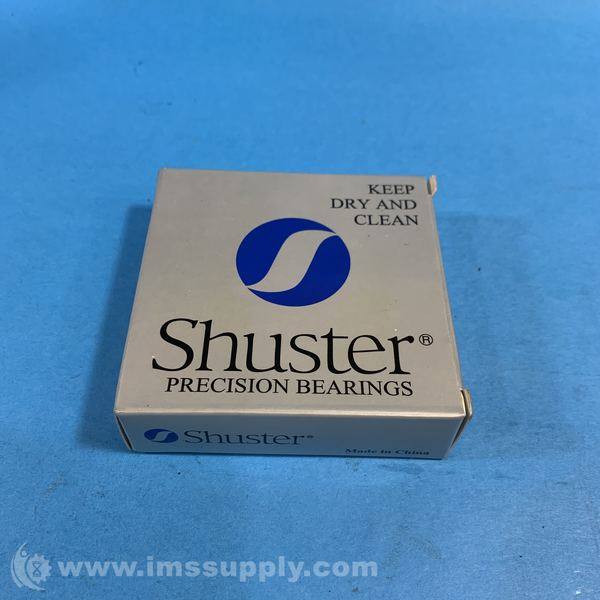 KEEP
DRY AND
CLEAN
Shuster®
PRECISION BEARINGS
Shuster®
Made in China
www.imssupply.com